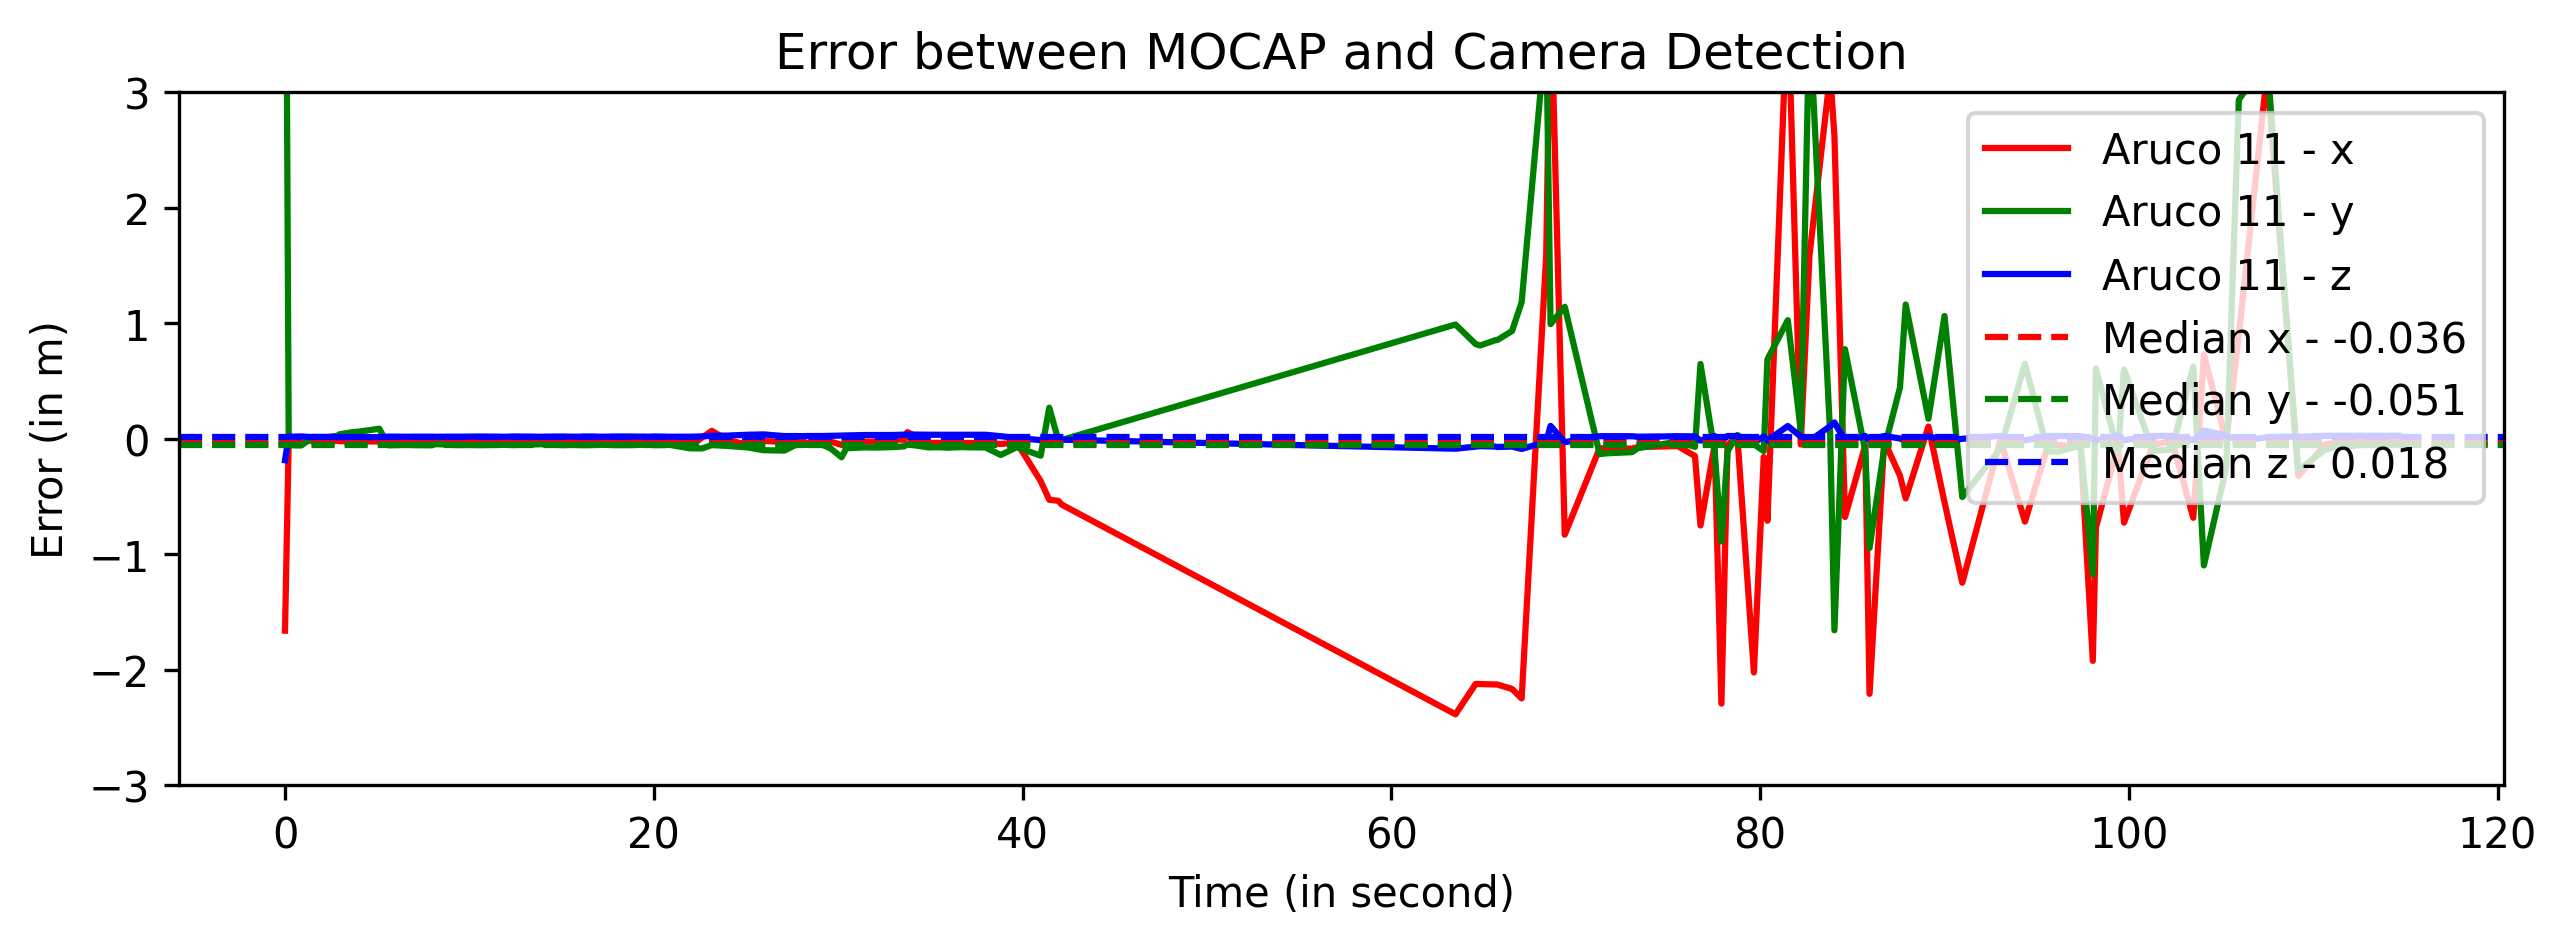 Error between MOCAP and Camera Detection
3
2
1
0
−1
−2
−3
Error (in m)
Aruco 11 - x
Aruco 11 - y
Aruco 11 - z
Median x - -0.036
Median y - -0.051
Median z - 0.018
0 20 40 60 80 100 120
Time (in second)